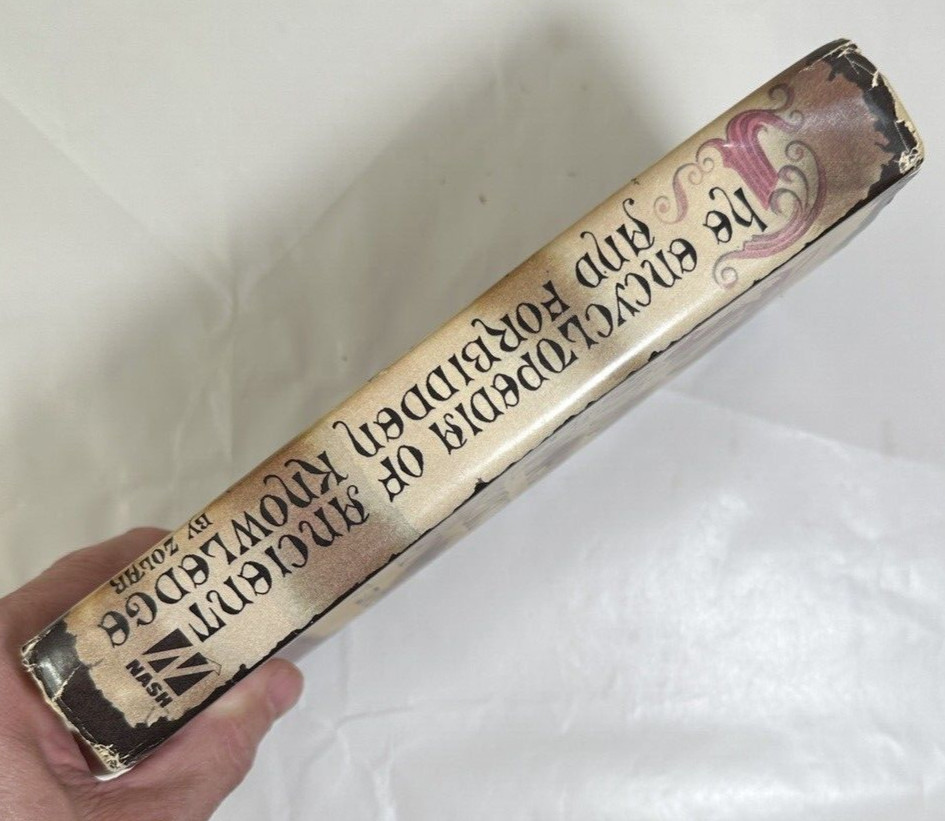 The Encyclopedia of Ancient
and Forbidden Knowledge
BY ZOLAR
NASH